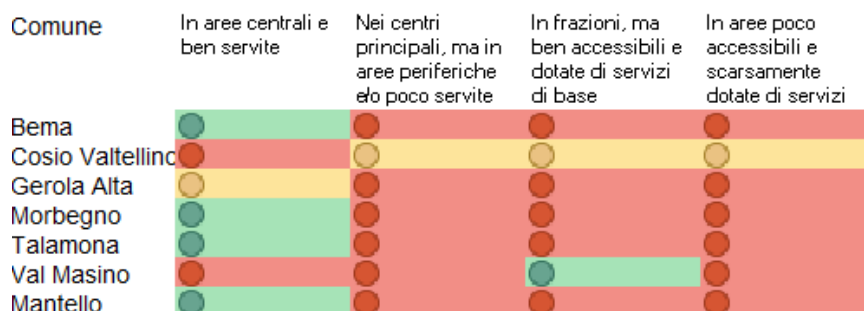 Comune
In aree centrali e
ben servite
Nei centri
principali, ma in
aree periferiche
e/o poco servite
In frazioni, ma
ben accessibili e
dotate di servizi
di base
In aree poco
accessibili e
scarsamente
dotate di servizi
Bema
Cosio Valtellino
Gerola Alta
Morbegno
Talamona
Val Masino
Mantello